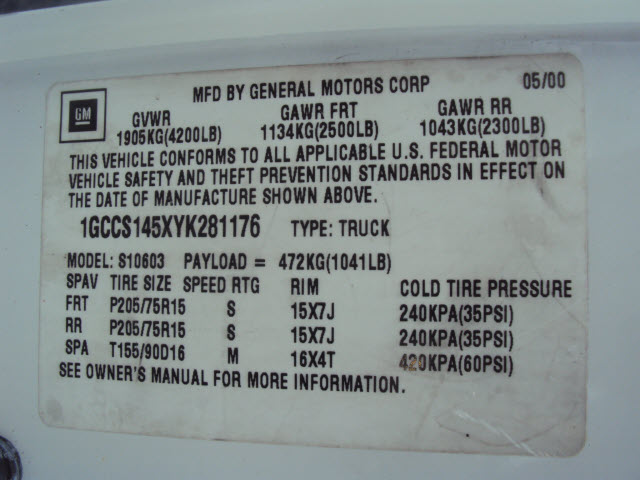 MFD BY GENERAL MOTORS CORP 05/00
GM
GVWR GAWR FRT GAWR RR
1905KG(4200LB) 1134KG(2500LB) 1043KG(2300LB)
THIS VEHICLE CONFORMS TO ALL APPLICABLE U.S. FEDERAL MOTOR
VEHICLE SAFETY AND THEFT PREVENTION STANDARDS IN EFFECT ON
THE DATE OF MANUFACTURE SHOWN ABOVE.
1GCCS145XYK281176 TYPE: TRUCK
MODEL: S10603 PAYLOAD = 472KG(1041LB)
SPAV TIRE SIZE SPEED RTG RIM COLD TIRE PRESSURE
FRT P205/75R15 S 15X7J 240KPA(35PSI)
RR P205/75R15 S 15X7J 240KPA(35PSI)
SPA T155/90D16 M 16X4T 420KPA(60PSI)
SEE OWNER'S MANUAL FOR MORE INFORMATION.